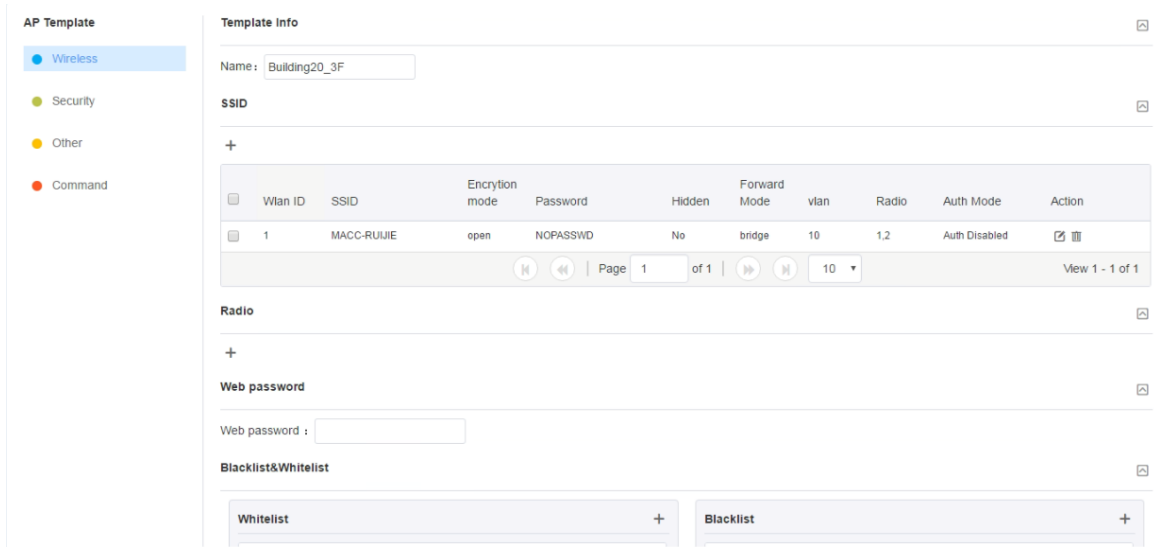 AP Template
Wireless
Security
Other
Command
Template Info
Name: Building20_3F
SSID
+
Wlan ID SSID Encrytion mode Password Hidden Forward Mode vlan Radio Auth Mode Action
1 MACC-RUIJIE open NOPASSWD No bridge 10 1,2 Auth Disabled
Page 1 of 1 10 View 1 - 1 of 1
Radio
+
Web password
Web password :
Blacklist&Whitelist
Whitelist + Blacklist +